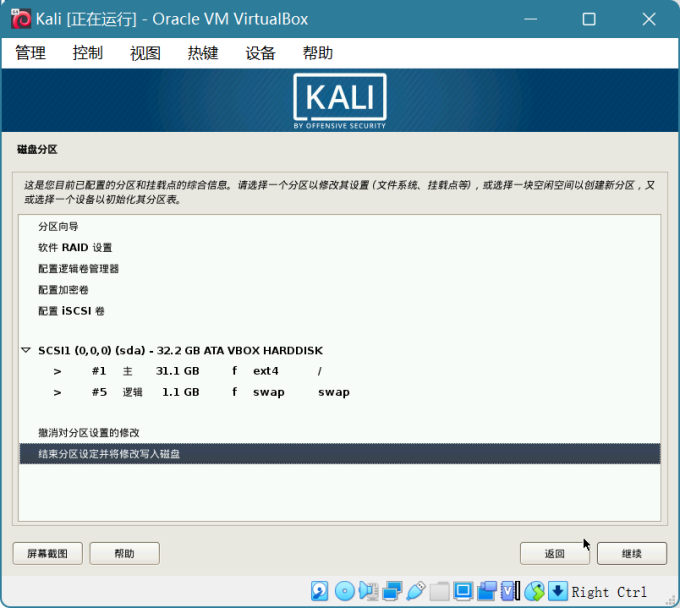 Kali [正在运行] - Oracle VM VirtualBox
管理 控制 视图 热键 设备 帮助
KALI
BY OFFENSIVE SECURITY
磁盘分区
这是您目前已配置的分区和挂载点的综合信息。请选择一个分区以修改其设置 (文件系统、挂载点等)，或选择一块空闲空间以创建新分区，又
或选择一个设备以初始化其分区表。
分区向导
软件 RAID 设置
配置逻辑卷管理器
配置加密卷
配置 iSCSI 卷
SCSI1 (0,0,0) (sda) - 32.2 GB ATA VBOX HARDDISK
> #1 主 31.1 GB f ext4 /
> #5 逻辑 1.1 GB f swap swap
撤消对分区设置的修改
结束分区设定并将修改写入磁盘
屏幕截图 帮助 返回 继续
Right Ctrl